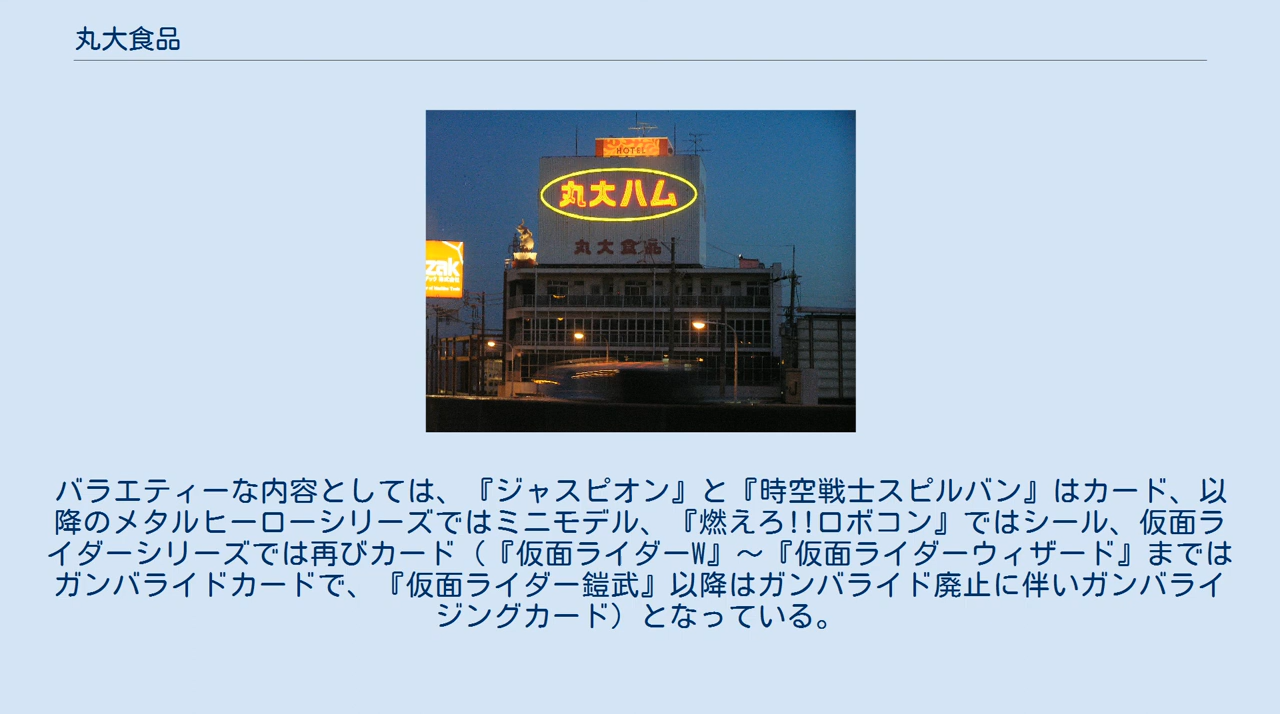 丸大食品
HOTEL
丸大ハム
丸大食品
zak
バラエティーな内容としては、『ジャスピオン』と『時空戦士スピルバン』はカード、以
降のメタルヒーローシリーズではミニモデル、『燃えろ!!ロボコン』ではシール、仮面ラ
イダーシリーズでは再びカード（『仮面ライダーW』～『仮面ライダーウィザード』までは
ガンバライドカードで、『仮面ライダー鎧武』以降はガンバライド廃止に伴いガンバライ
ジングカード）となっている。